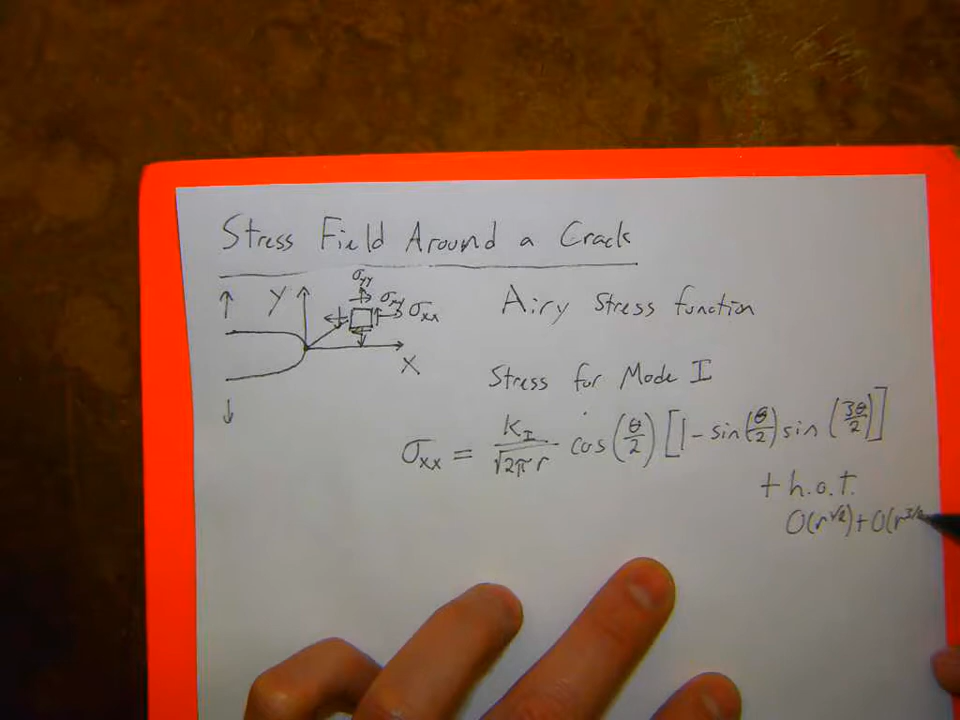 Stress Field Around a Crack
σyy
Y σxy σxx
X
Airy Stress function
Stress for Mode I
σxx = K_I/√2πr cos(θ/2) [1 - sin(θ/2) sin(3θ/2)]
+ h.o.t.
O(r^1/2) + O(r^3/2